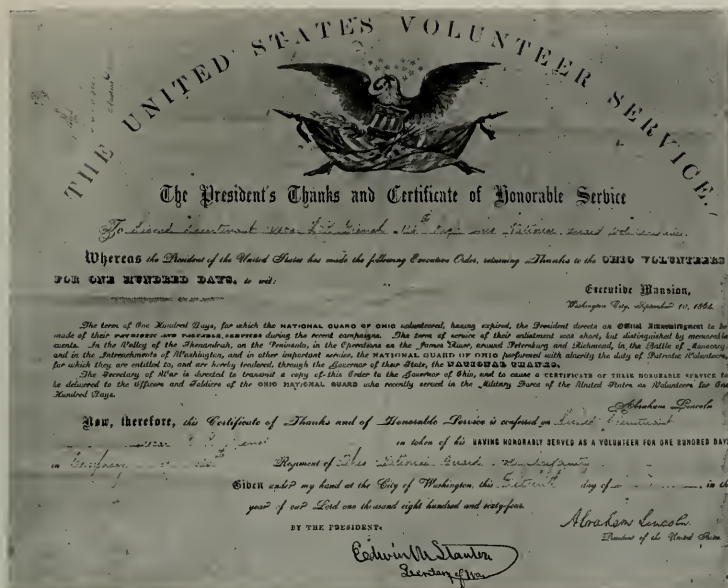 THE UNITED STATES VOLUNTEER SERVICE.
The President's Thanks and Certificate of Honorable Service
To Second Lieutenant
Whereas the President of the United States has made the following Executive Order, returning Thanks to the OHIO VOLUNTEERS
FOR ONE HUNDRED DAYS, to wit:
Executive Mansion,
Washington City, September 10, 1864.
The term of One Hundred Days, for which the NATIONAL GUARD OF OHIO volunteered, having expired, the President directs an Official Acknowledgment to be
made of their PATRIOTIC AND VALUABLE SERVICES during the recent campaigns. The term of service of their enlistment was short, but distinguished by memorable
events. In the Valley of the Shenandoah, on the Peninsula, in the Operations on the James River, around Petersburg and Richmond, in the Battle of Monocacy,
and in the Intrenchments of Washington, and in other important service, the NATIONAL GUARD OF OHIO performed with alacrity the duty of Patriotic Volunteers,
for which they are entitled to, and are hereby tendered, through the Governor of their State, the NATIONAL THANKS.
The Secretary of War is directed to transmit a copy of this Order to the Governor of Ohio, and to cause a CERTIFICATE OF THEIR HONORABLE SERVICE to
be delivered to the Officers and Soldiers of the OHIO NATIONAL GUARD who recently served in the Military Force of the United States as Volunteers for One
Hundred Days.
Abraham Lincoln
Now, therefore, this Certificate of Thanks and of Honorable Service is conferred on Second Lieutenant
in token of his HAVING HONORABLY SERVED AS A VOLUNTEER FOR ONE HUNDRED DAYS
in Company Regiment of Ohio National Guard Infantry.
Given under my hand at the City of Washington, this day of in the
year of our Lord one thousand eight hundred and sixty-four.
BY THE PRESIDENT:
Abraham Lincoln.
President of the United States.
Edwin M Stanton
Secretary of War